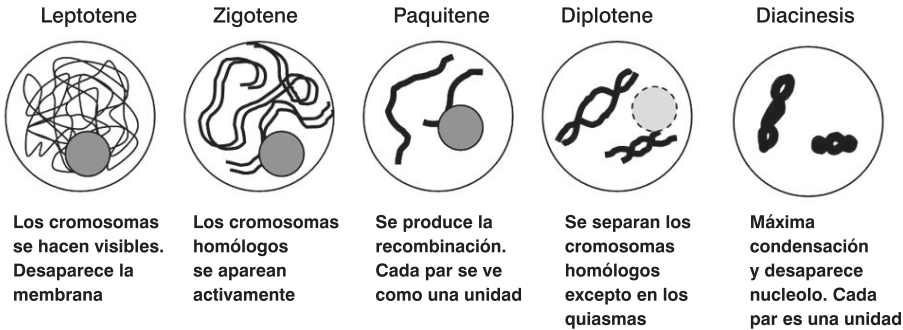 Leptotene
Zigotene
Paquitene
Diplotene
Diacinesis
Los cromosomas
se hacen visibles.
Desaparece la
membrana
Los cromosomas
homólogos
se aparean
activamente
Se produce la
recombinación.
Cada par se ve
como una unidad
Se separan los
cromosomas
homólogos
excepto en los
quiasmas
Máxima
condensación
y desaparece
nucleolo. Cada
par es una unidad